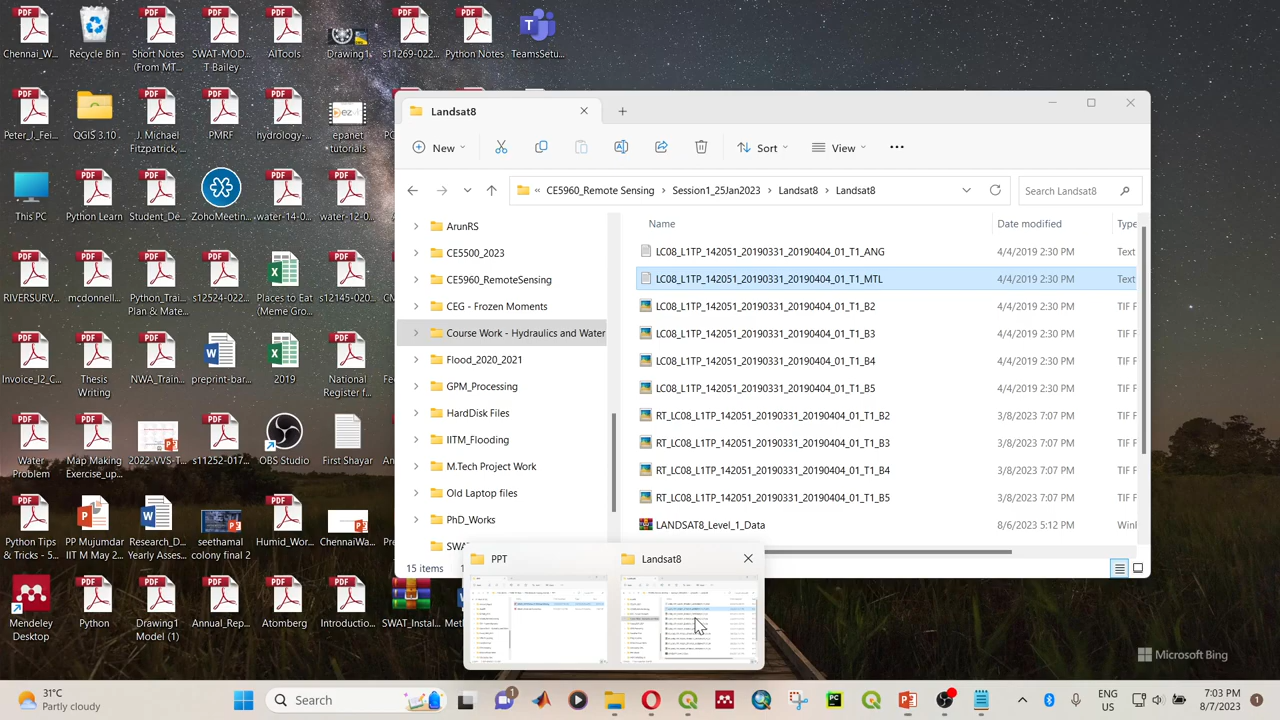 Chennai_W...
Recycle Bin
Short Notes
(From MT...
SWAT-MOD...
T Bailey
AITools
Drawing1
s11269-022...
Python Notes
TeamsSetu...
Peter_J_Fei...
QGIS 3.10
J. Michael
Fitzpatrick, ...
PMRF
hydrology-...
epanet
tutorials
This PC
Python Learn
Student_De...
ZohoMeetin...
water-14-0...
water-12-0...
RIVERSURV...
mcdonnell...
Python_Trai...
Plan & Mate...
s12524-022...
Places to Eat
(Meme Gro...
s12145-020...
Invoice_I2_C...
Thesis
Writing
NWA_Train...
preprint-bar...
2019
National
Register f...
Water
Problem
Map Making
Exercise_up...
2022-VVS-T...
s11252-017...
OBS Studio
First Shayar
Python Tips
& Tricks - 5...
PP Mujumdar
IIT M May 2...
Research_D...
Yearly Asses...
seethamal
colony final 2
Humid_Wor...
ChennaiWa...
Mendeley
Desktop
Python
Drawing1
Model (1)
Annual_Rep...
Homberg
Introduction...
SWAT_Instal...
Landsat8
New
Sort
View
CE5960_Remote Sensing > Session1_25Jan2023 > Landsat8 > Landsat8
Search Landsat8
ArunRS
CE5500_2023
CE5960_RemoteSensing
CEG - Frozen Moments
Course Work - Hydraulics and Water
Flood_2020_2021
GPM_Processing
HardDisk Files
IITM_Flooding
M.Tech Project Work
Old Laptop files
PhD_Works
Name Date modified Type
LC08_L1TP_142051_20190331_20190404_01_T1_ANG 4/4/2019 2:30 PM Text
LC08_L1TP_142051_20190331_20190404_01_T1_MTL 4/4/2019 2:30 PM Text
LC08_L1TP_142051_20190331_20190404_01_T1_B2 4/4/2019 2:30 PM TIF F
LC08_L1TP_142051_20190331_20190404_01_T1_B3 4/4/2019 2:30 PM TIF F
LC08_L1TP_142051_20190331_20190404_01_T1_B4 4/4/2019 2:30 PM TIF F
LC08_L1TP_142051_20190331_20190404_01_T1_B5 4/4/2019 2:30 PM TIF F
RT_LC08_L1TP_142051_20190331_20190404_01_T1_B2 3/8/2023 7:07 PM TIF F
RT_LC08_L1TP_142051_20190331_20190404_01_T1_B3 3/8/2023 7:07 PM TIF F
RT_LC08_L1TP_142051_20190331_20190404_01_T1_B4 3/8/2023 7:07 PM TIF F
RT_LC08_L1TP_142051_20190331_20190404_01_T1_B5 3/8/2023 7:07 PM TIF F
LANDSAT8_Level_1_Data 8/6/2023 5:12 PM WinI
15 items
PPT
Landsat8
Microsoft Bing
31°C
Partly cloudy
Search
ENG
US
7:03 PM
8/7/2023